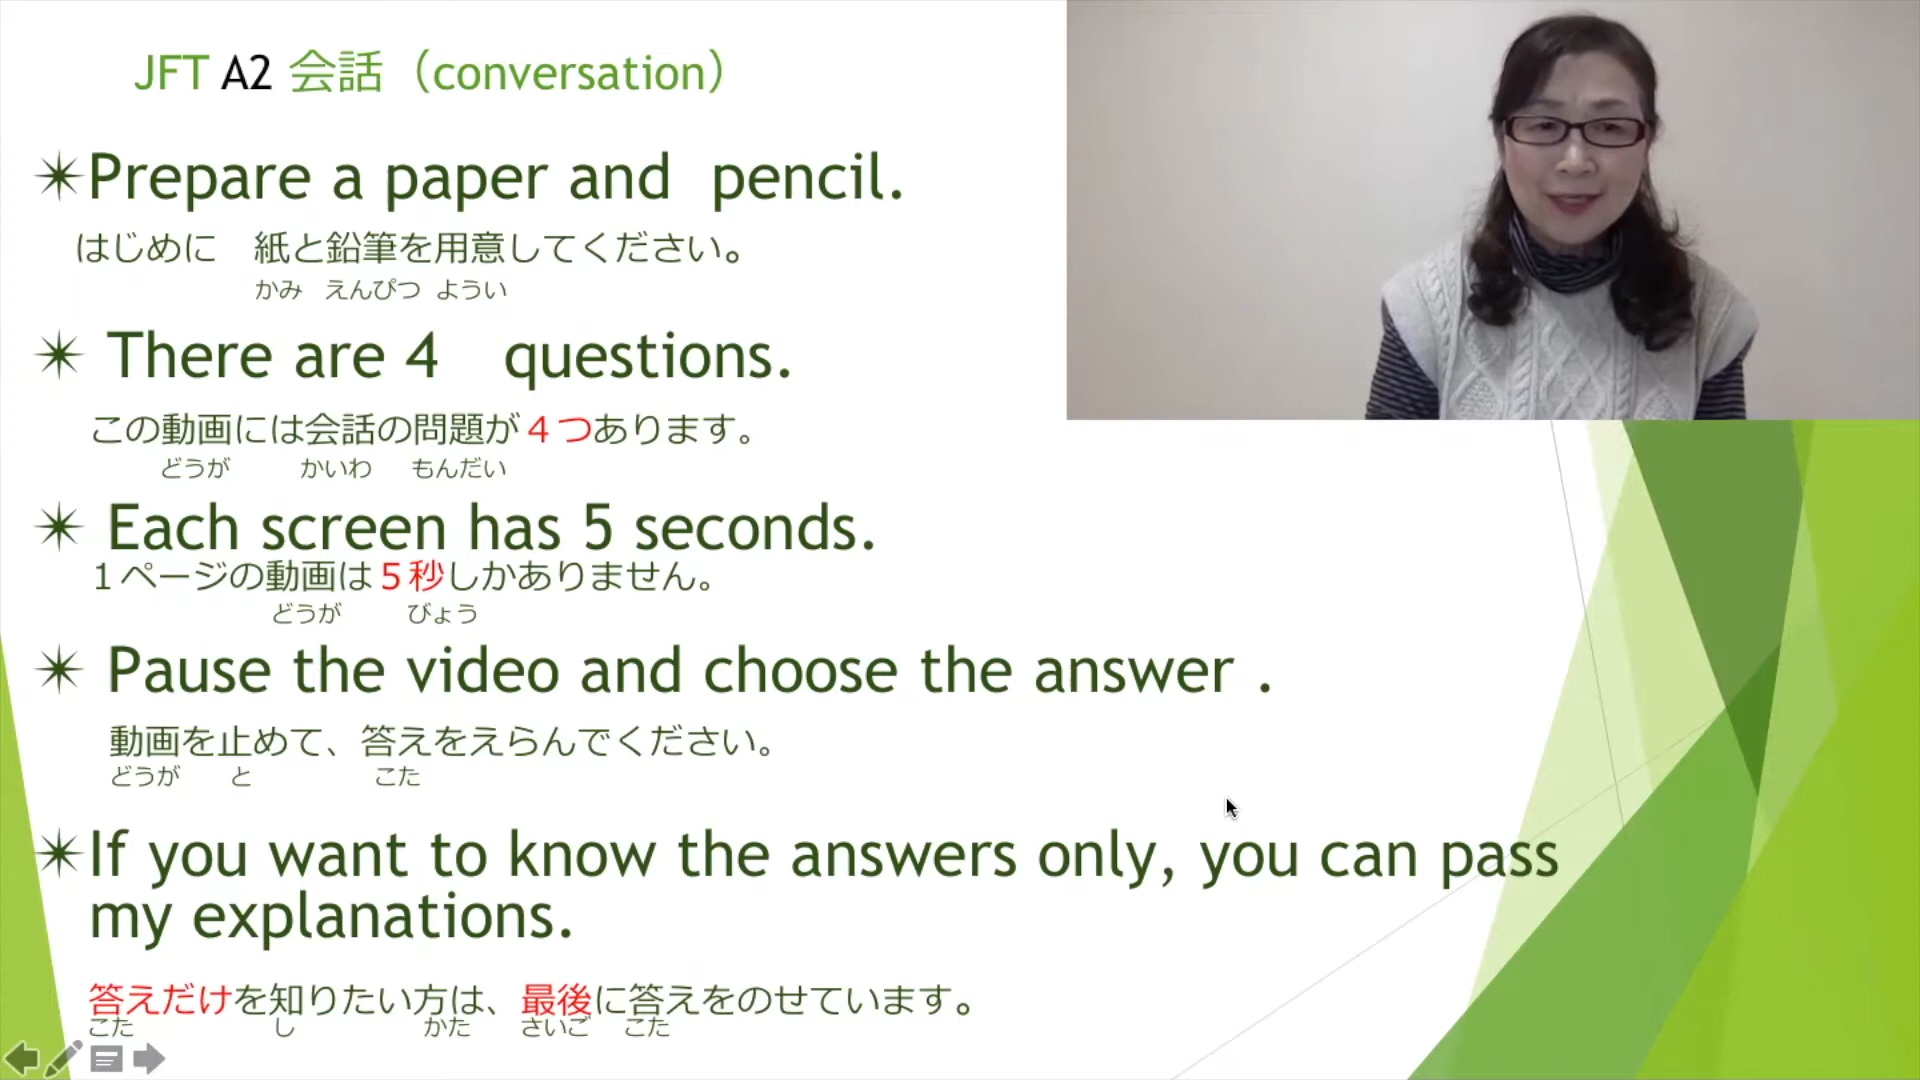 JFT A2 会話（conversation）
✴Prepare a paper and pencil.
はじめに　紙と鉛筆を用意してください。
かみ えんぴつ ようい
✴ There are 4 questions.
この動画には会話の問題が４つあります。
どうが かいわ もんだい
✴ Each screen has 5 seconds.
１ページの動画は５秒しかありません。
どうが びょう
✴ Pause the video and choose the answer .
動画を止めて、答えをえらんでください。
どうが と こた
✴If you want to know the answers only, you can pass
my explanations.
答えだけを知りたい方は、最後に答えをのせています。
こた し かた さいご こた